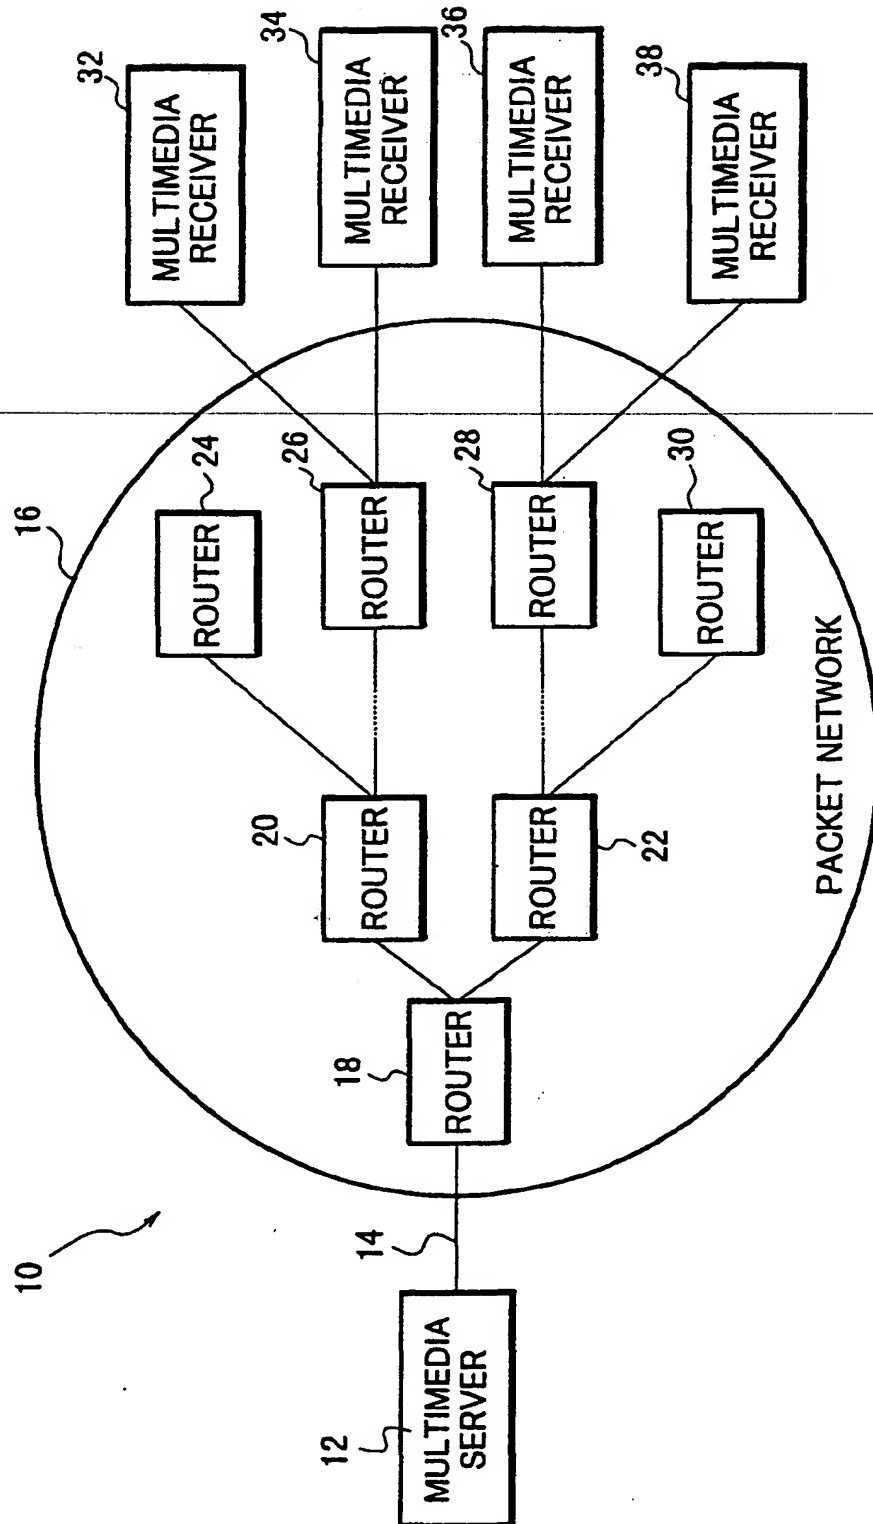 10
12
MULTIMEDIA
SERVER
14
16
18
ROUTER
20
ROUTER
ROUTER
22
ROUTER
24
26
ROUTER
28
ROUTER
ROUTER
30
PACKET NETWORK
32
MULTIMEDIA
RECEIVER
34
MULTIMEDIA
RECEIVER
36
MULTIMEDIA
RECEIVER
38
MULTIMEDIA
RECEIVER